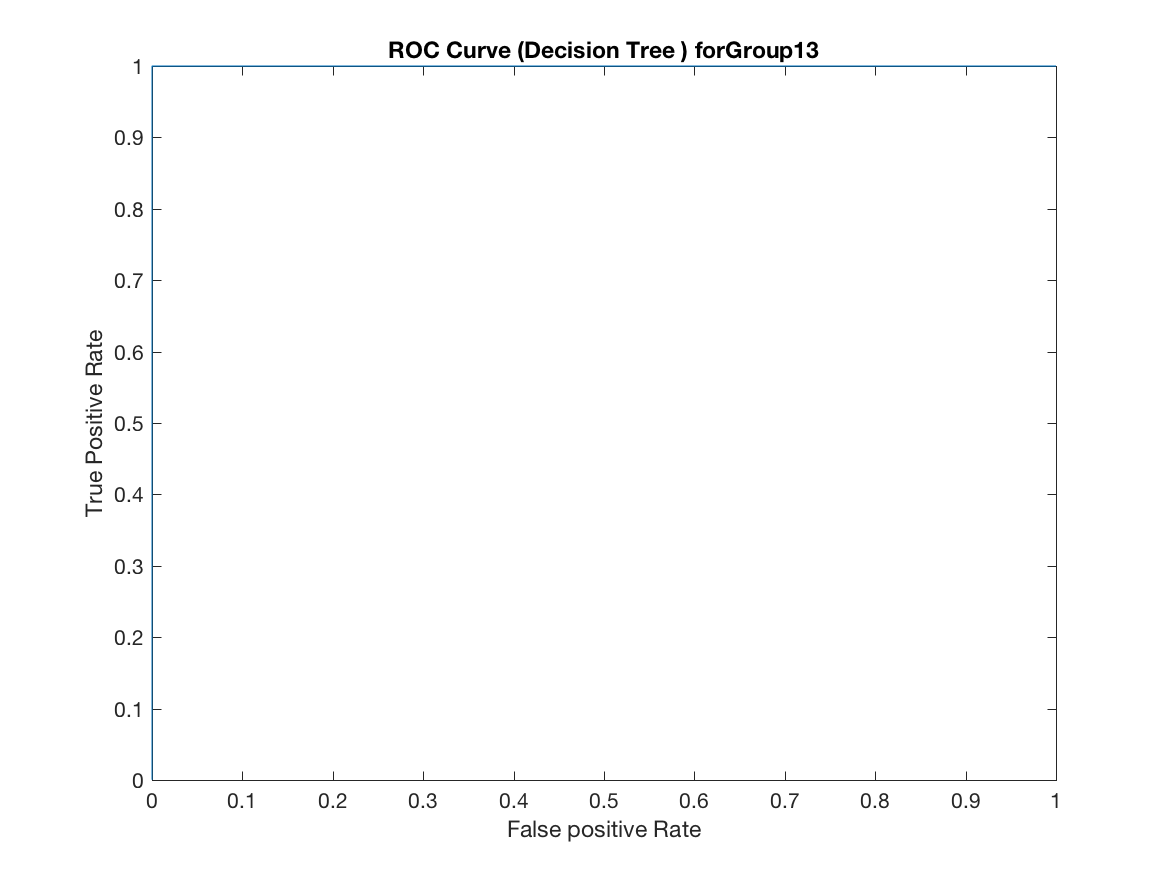 ROC Curve (Decision Tree ) forGroup13
1
0.9
0.8
0.7
0.6
0.5
0.4
0.3
0.2
0.1
0
True Positive Rate
0 0.1 0.2 0.3 0.4 0.5 0.6 0.7 0.8 0.9 1
False positive Rate